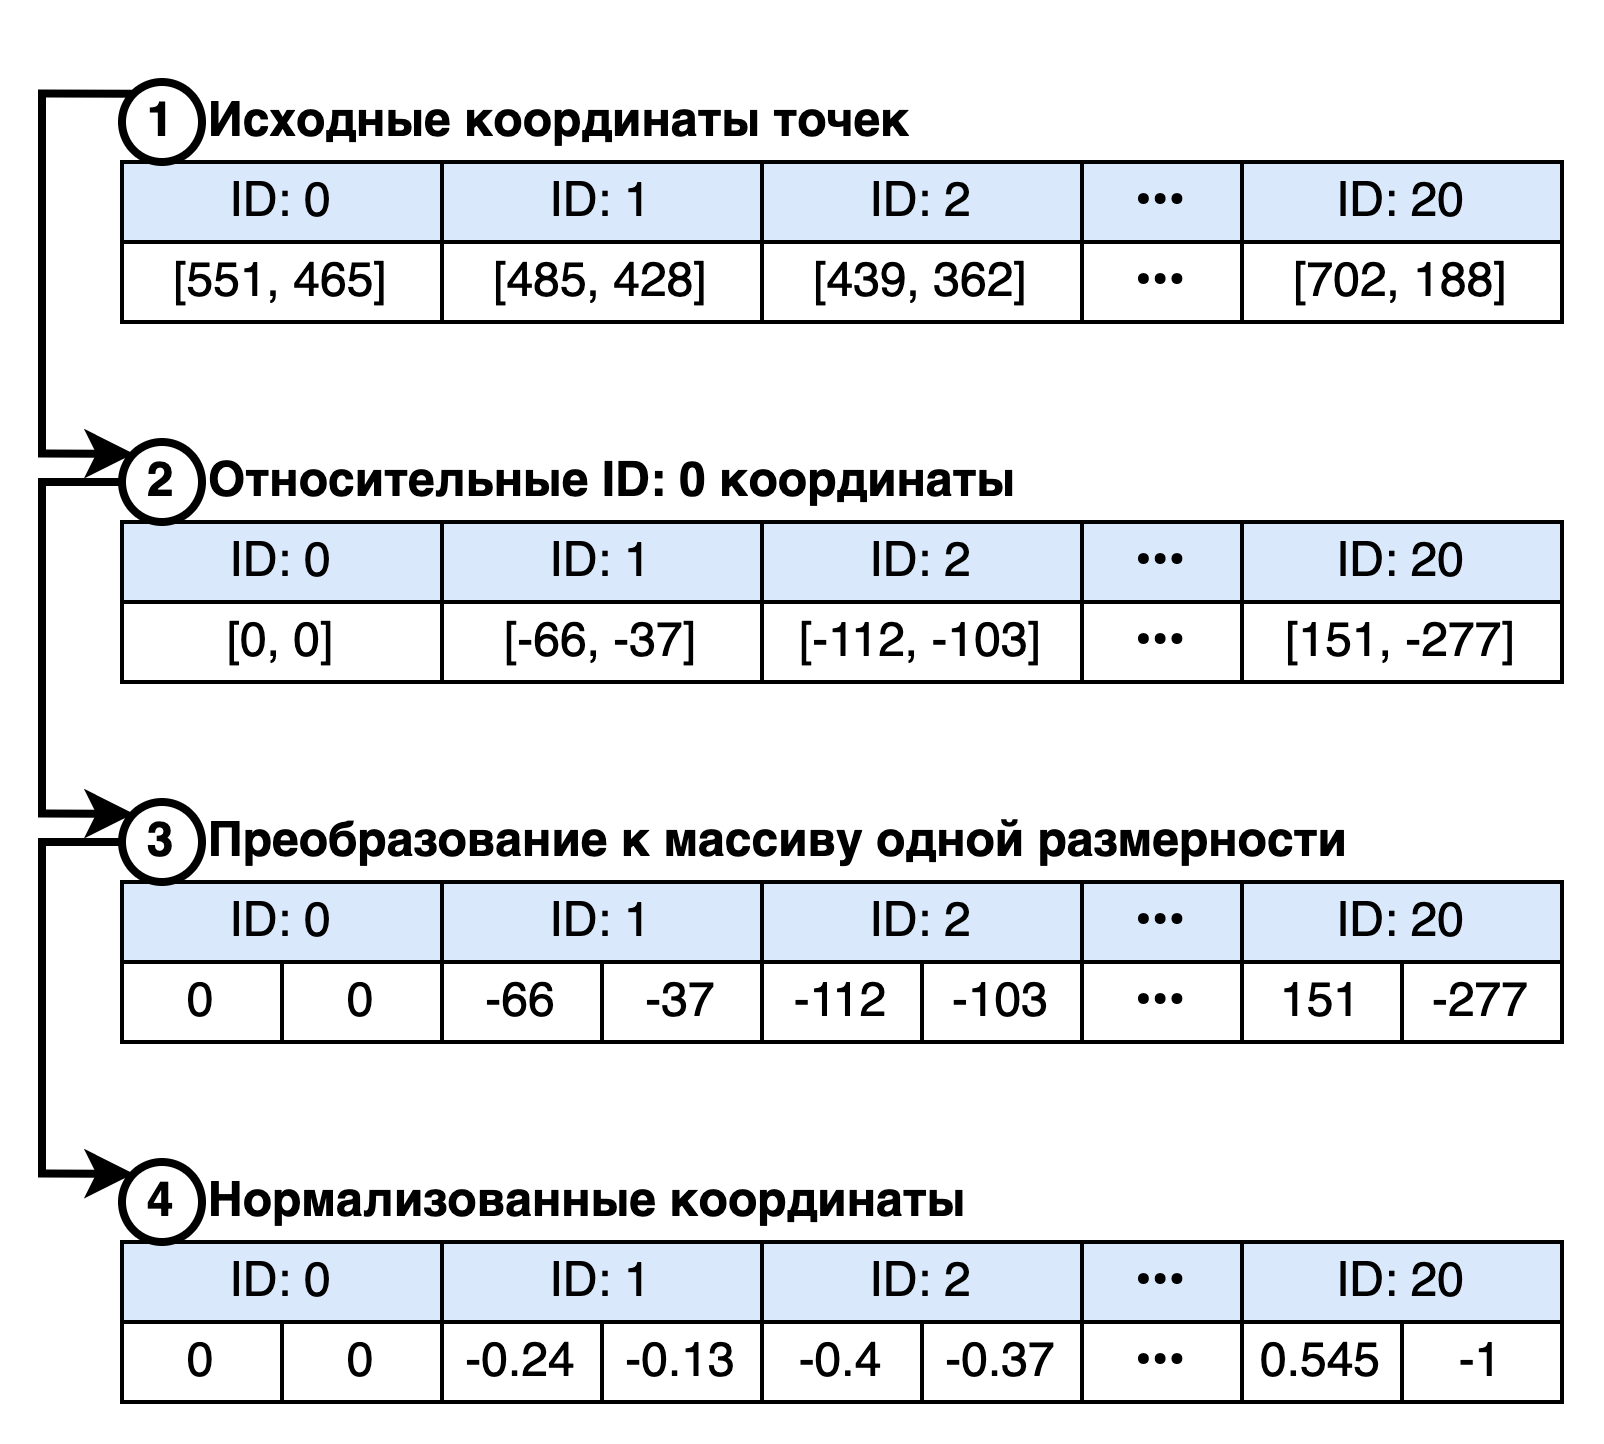 1 Исходные координаты точек
ID: 0 ID: 1 ID: 2 ••• ID: 20
[551, 465] [485, 428] [439, 362] ••• [702, 188]
2 Относительные ID: 0 координаты
ID: 0 ID: 1 ID: 2 ••• ID: 20
[0, 0] [-66, -37] [-112, -103] ••• [151, -277]
3 Преобразование к массиву одной размерности
ID: 0 ID: 1 ID: 2 ••• ID: 20
0 0 -66 -37 -112 -103 ••• 151 -277
4 Нормализованные координаты
ID: 0 ID: 1 ID: 2 ••• ID: 20
0 0 -0.24 -0.13 -0.4 -0.37 ••• 0.545 -1